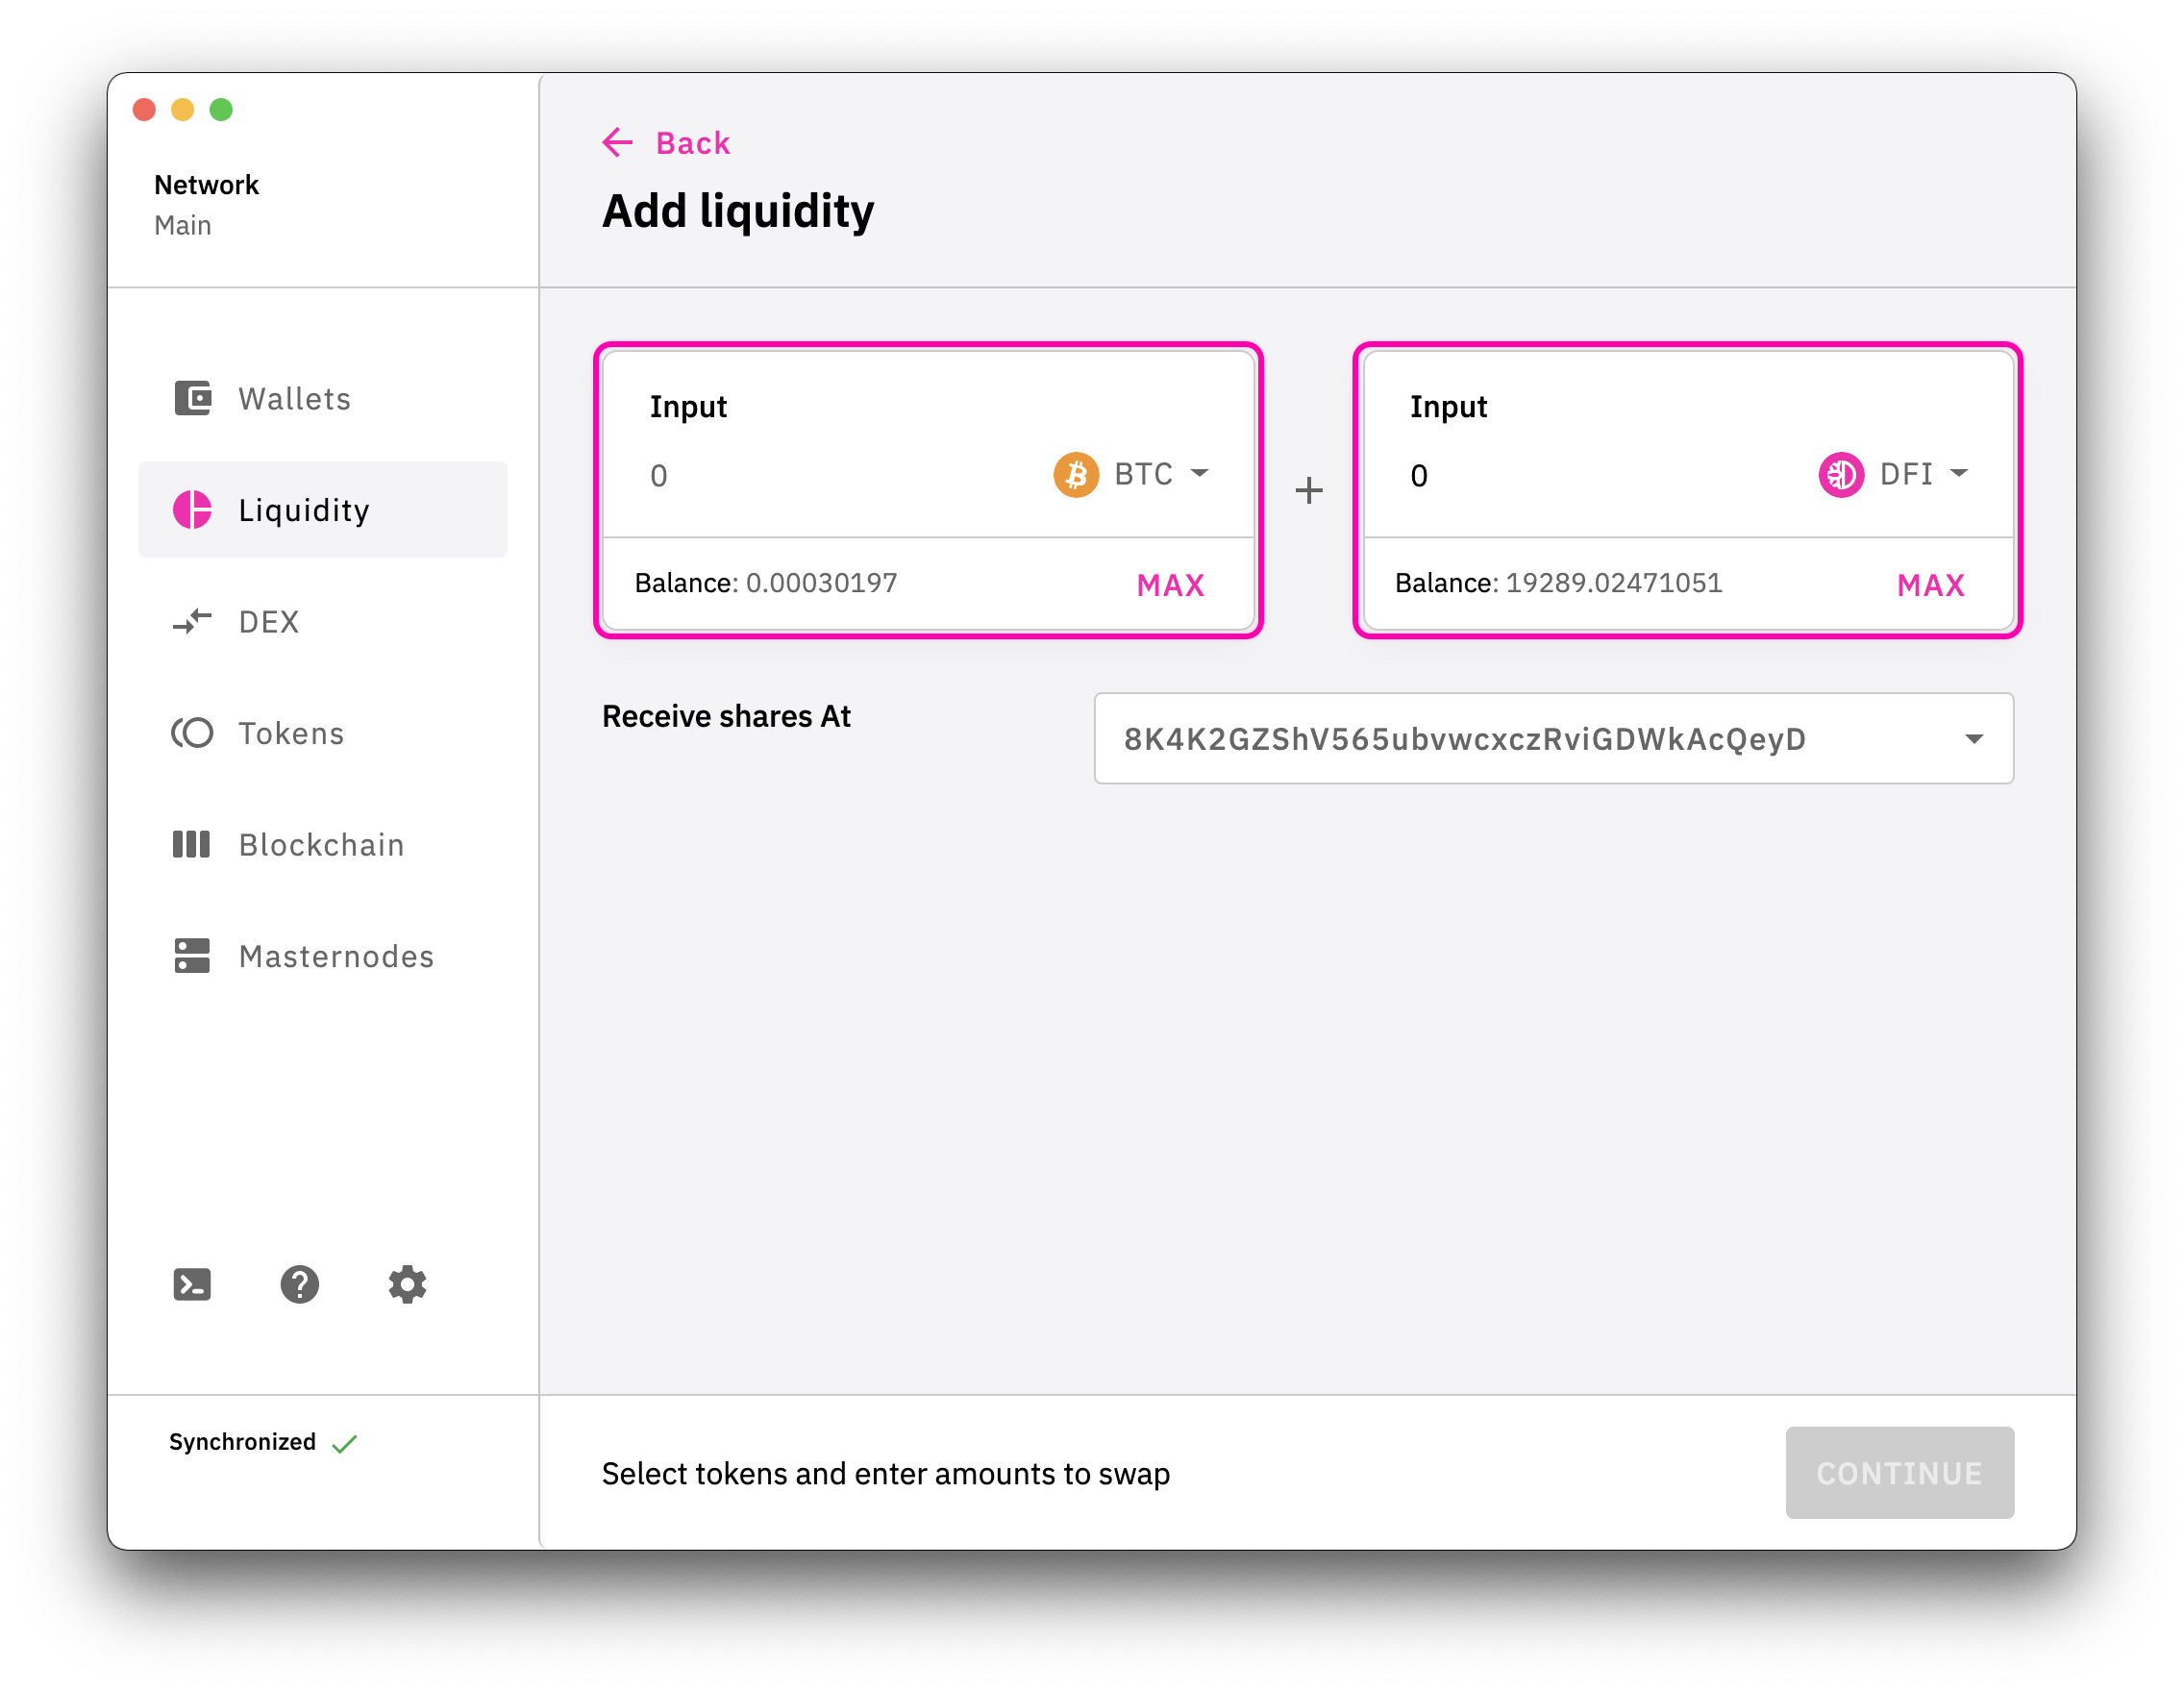 Network
Main
Wallets
Liquidity
DEX
Tokens
Blockchain
Masternodes
Synchronized
Back
Add liquidity
Input
0 BTC
Balance: 0.00030197 MAX
+
Input
0 DFI
Balance: 19289.02471051 MAX
Receive shares At
8K4K2GZShV565ubvwcxczRviGDWkAcQeyD
Select tokens and enter amounts to swap
CONTINUE